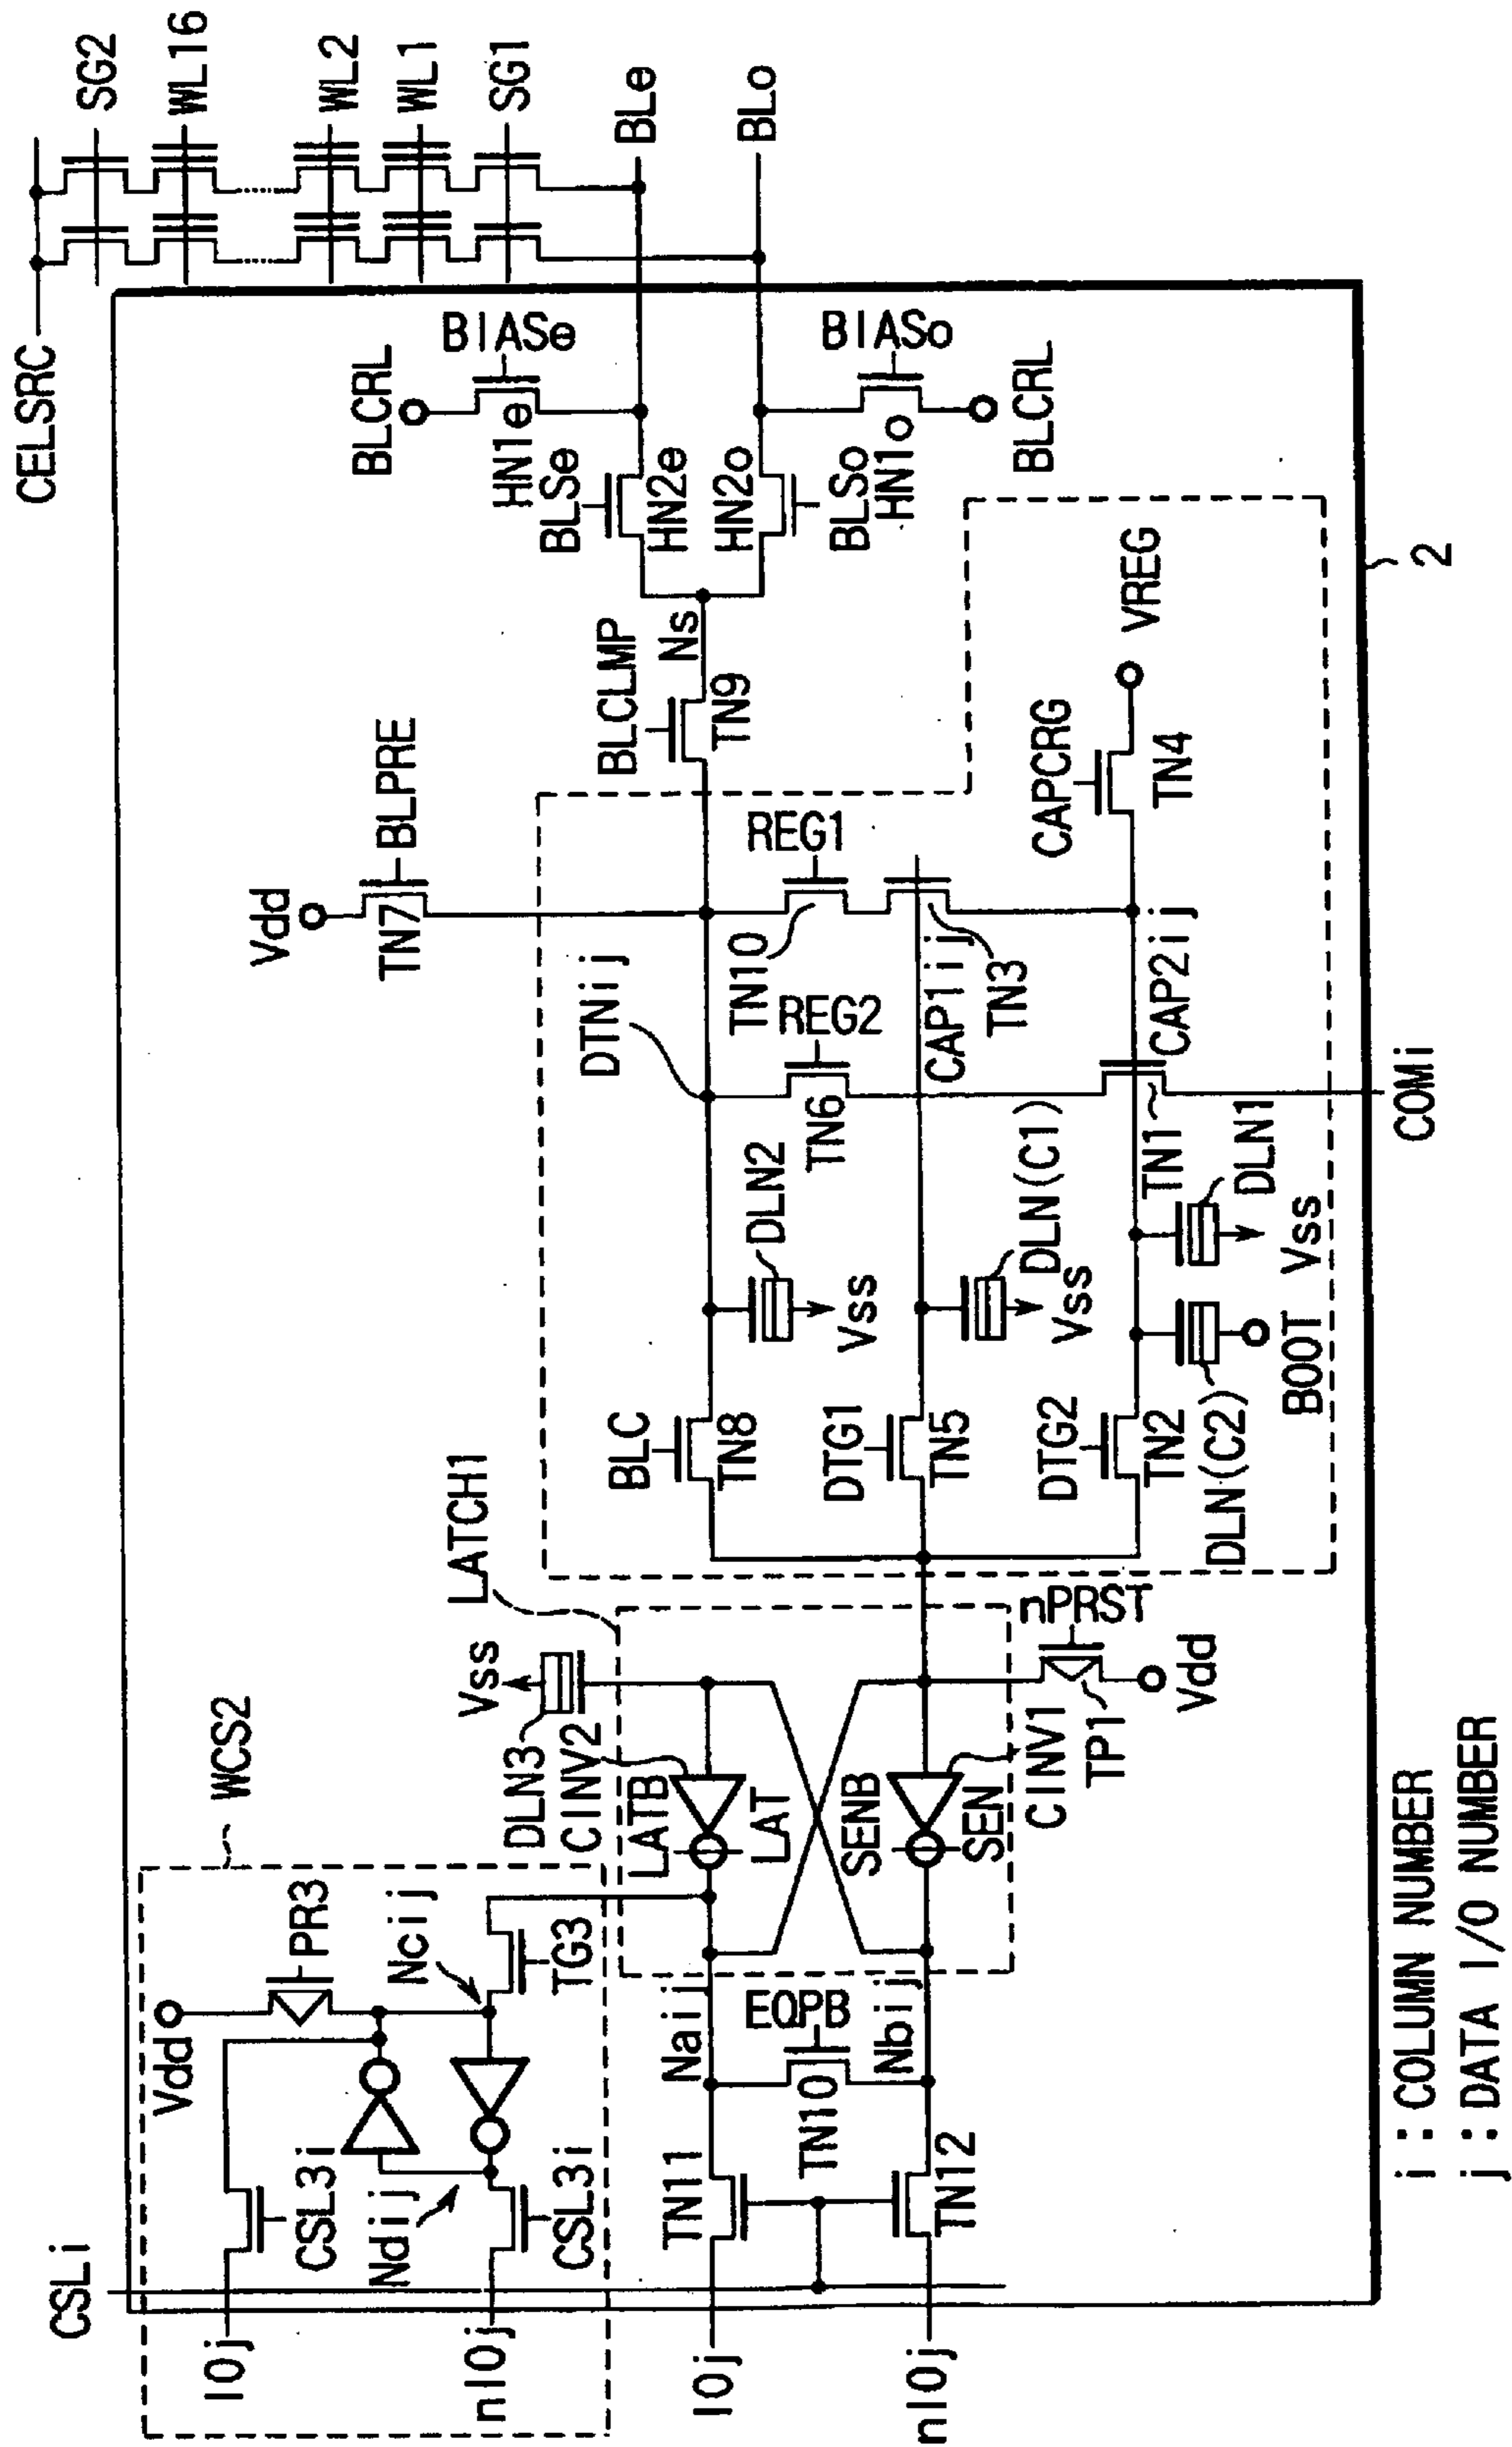 CELSRC
SG2
WL16
WL2
WL1
SG1
BLe
BLo
BLCRL
BIASe
HN1e
BLSe
HN2e
HN2o
BLSo
HN1o
BIASo
BLCRL
Ns
BLCLMP
TN9
Vdd
TN7
BLPRE
DTNij
REG1
TN10
REG2
TN6
CAP1ij
TN3
CAPCRG
TN4
VREG
CAP2ij
TN1
COMi
2
DLN2
Vss
DLN(C1)
Vss
DLN1
Vss
BOOT
DLN(C2)
BLC
TN8
DTG1
TN5
DTG2
TN2
LATCH1
Vss
DLN3
CINV2
LATB
LAT
SENB
SEN
CINV1
nPRST
TP1
Vdd
WCS2
Vdd
PR3
Ncij
TG3
CSL3i
Ndij
CSL3i
Naij
EQPB
Nbij
TN10
TN11
TN12
CSLi
IOj
nIOj
IOj
nIOj
i : COLUMN NUMBER
j : DATA I/O NUMBER